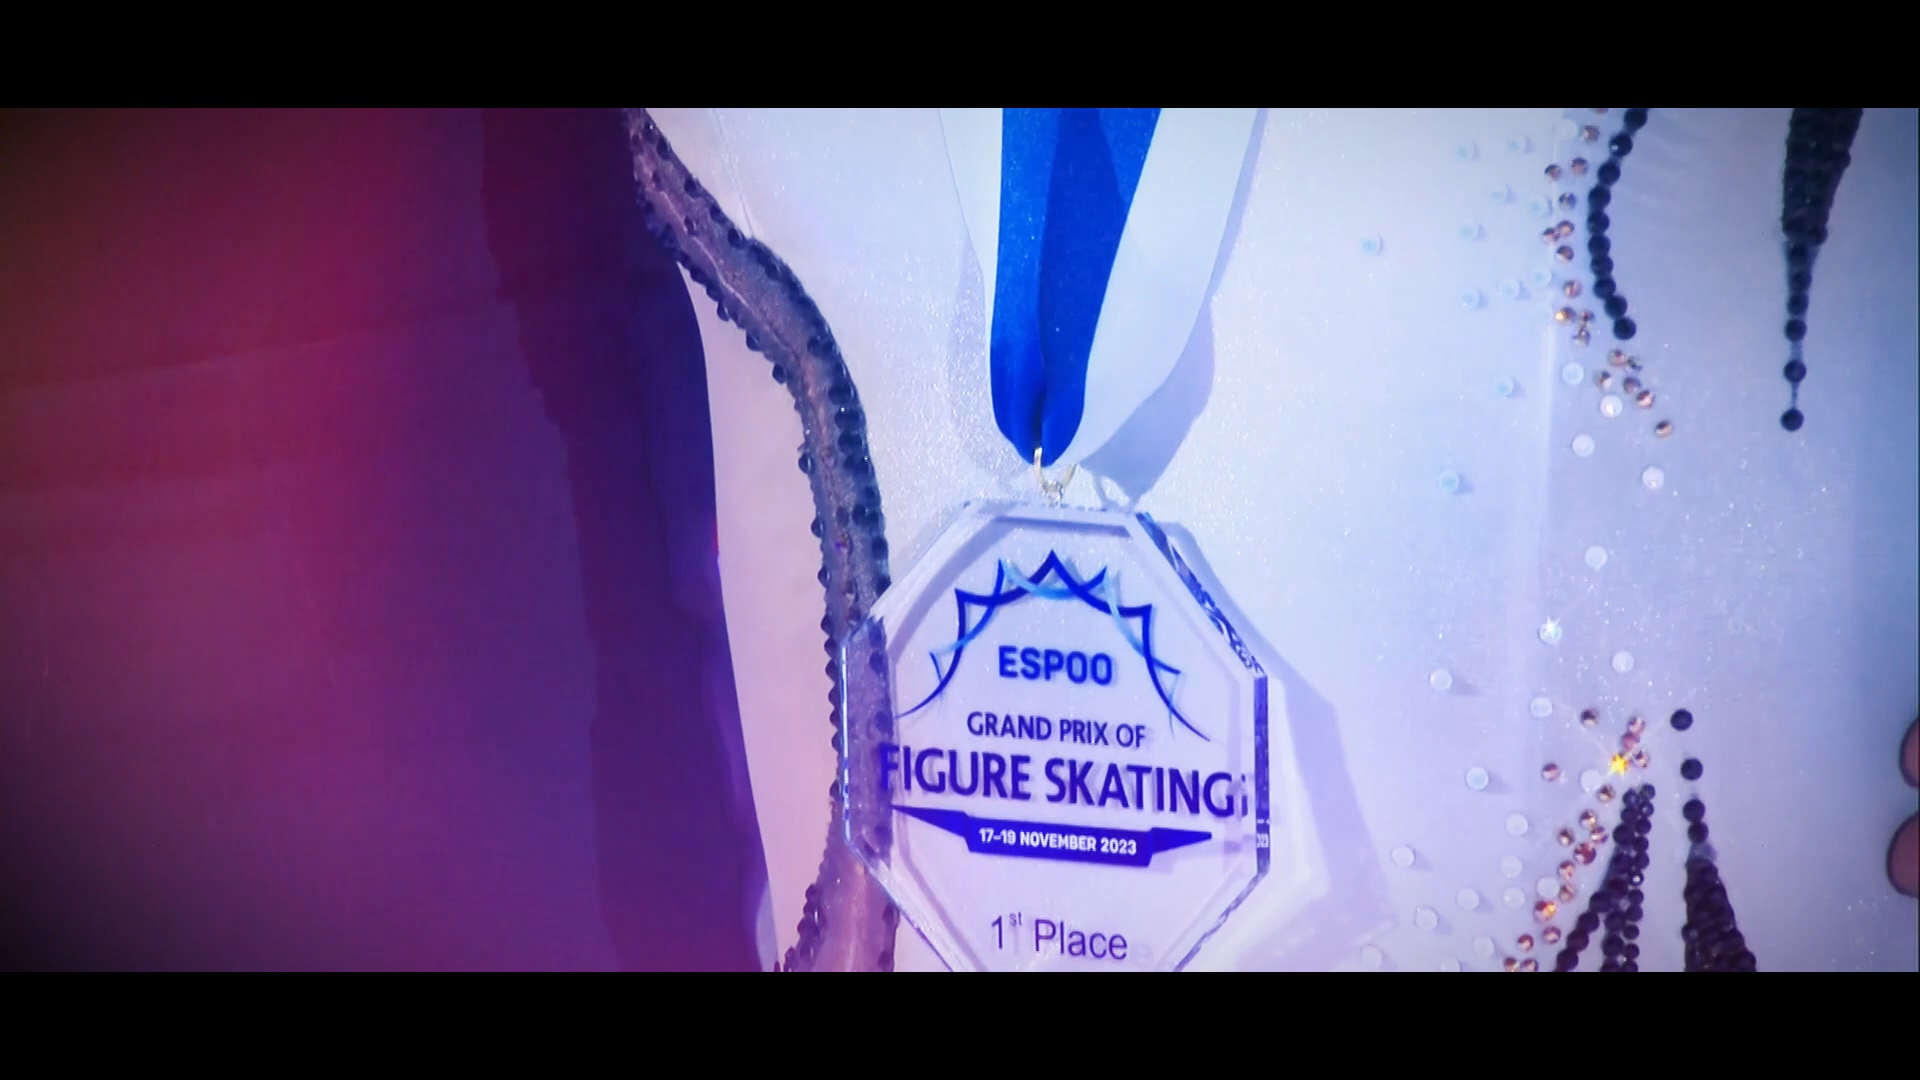 ESPOO
GRAND PRIX OF
FIGURE SKATING
17–19 NOVEMBER 2023
1st Place